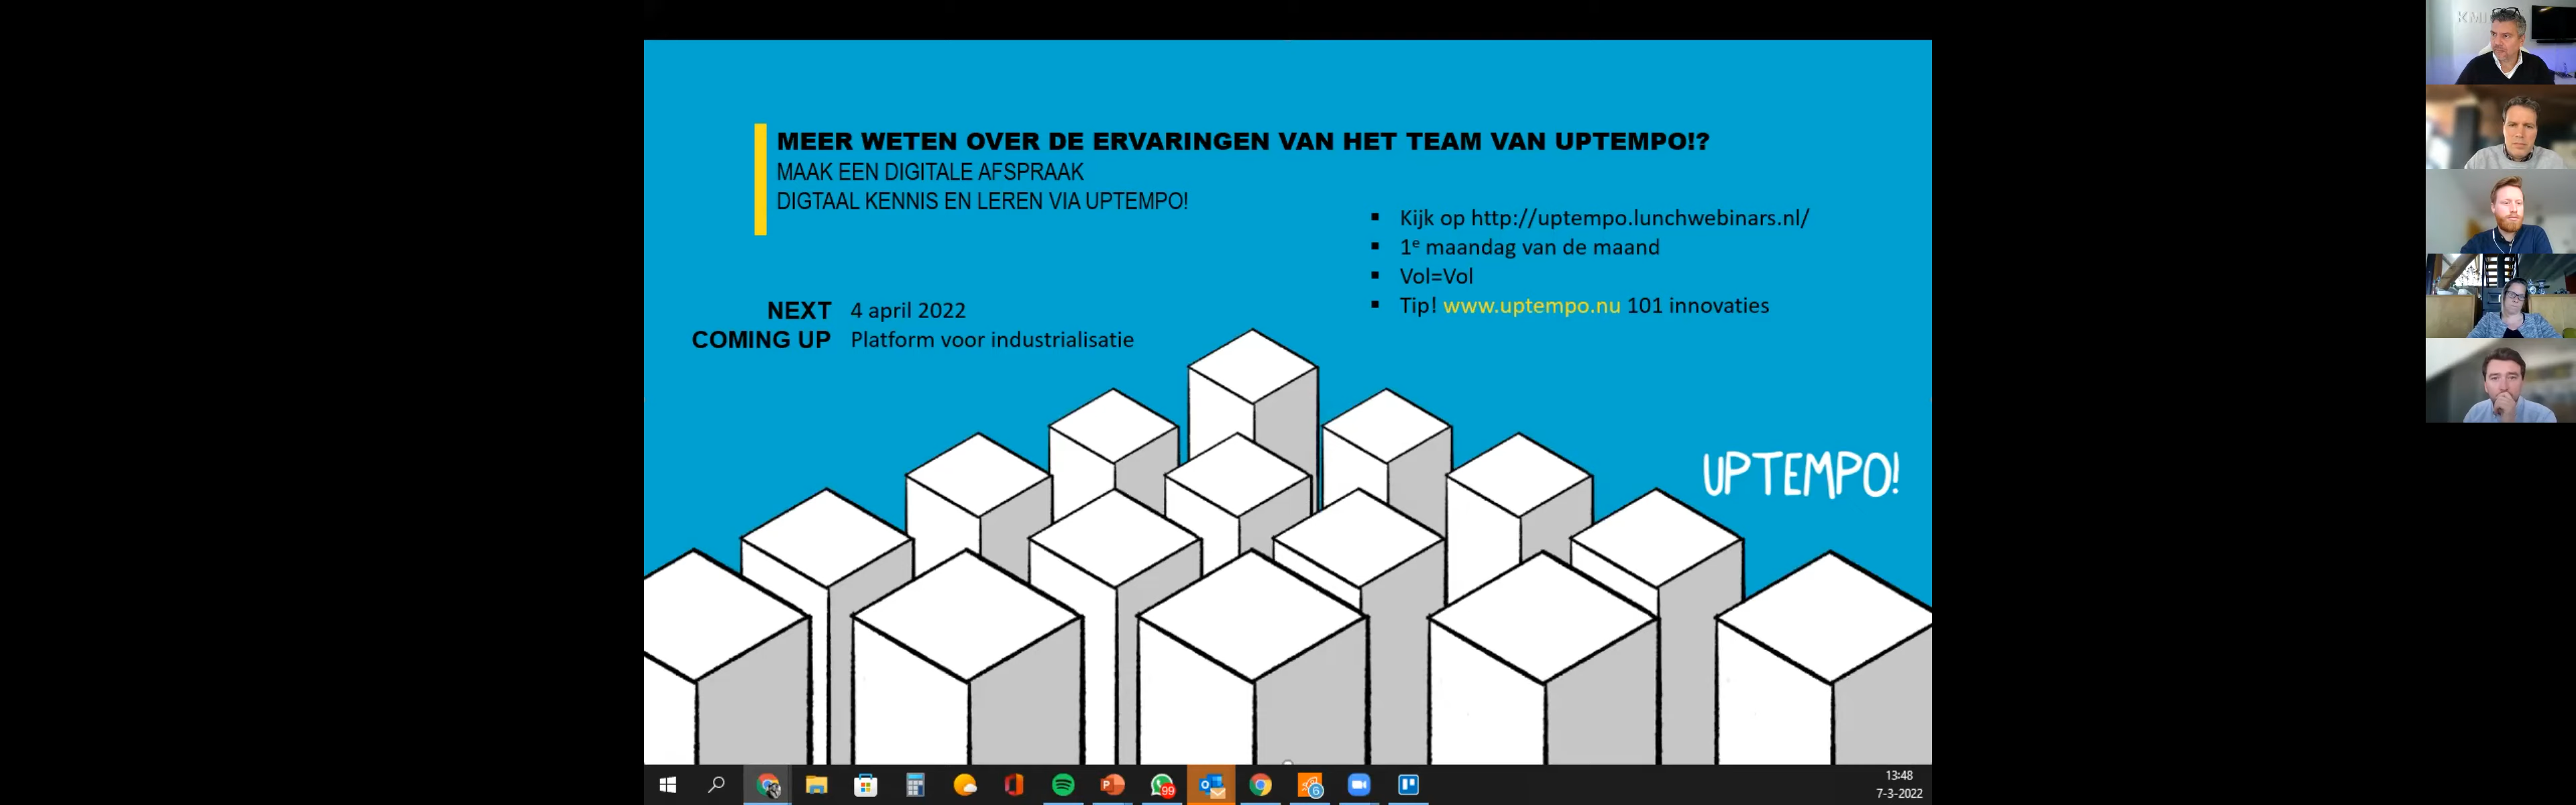 MEER WETEN OVER DE ERVARINGEN VAN HET TEAM VAN UPTEMPO!?
MAAK EEN DIGITALE AFSPRAAK
DIGTAAL KENNIS EN LEREN VIA UPTEMPO!
Kijk op http://uptempo.lunchwebinars.nl/
1e maandag van de maand
Vol=Vol
Tip! www.uptempo.nu 101 innovaties
NEXT 4 april 2022
COMING UP Platform voor industrialisatie
UPTEMPO!
99
6
13:48
7-3-2022